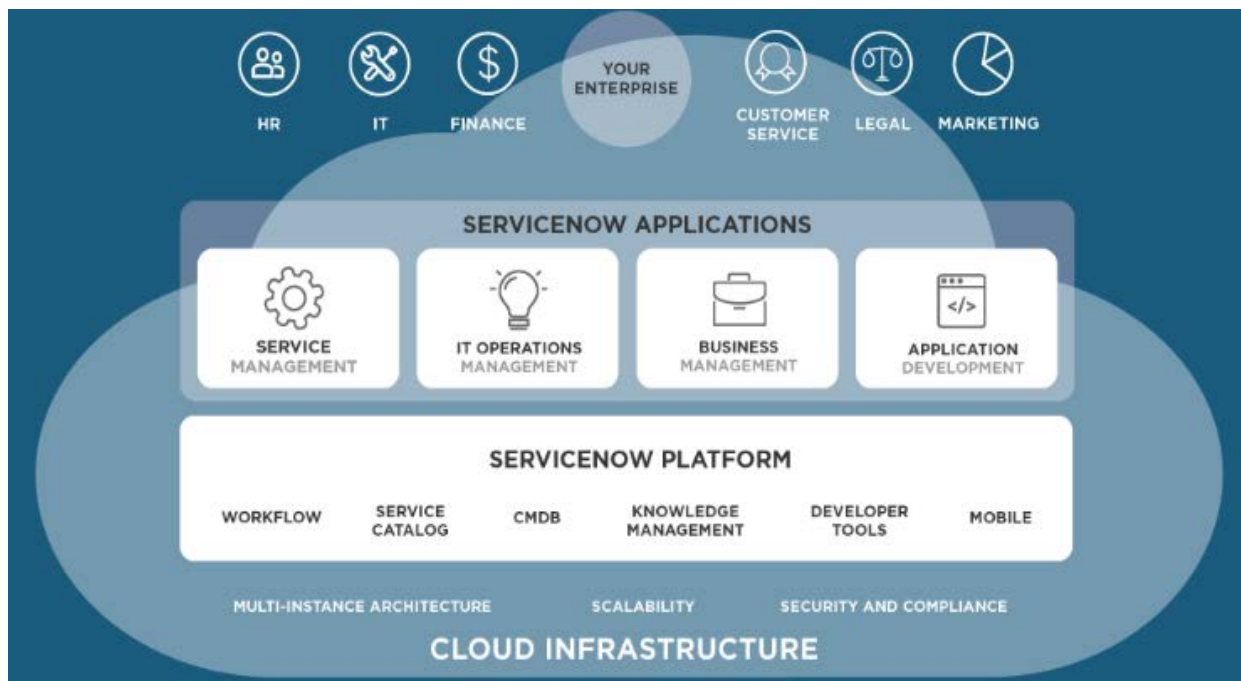 YOUR
ENTERPRISE
HR
IT
FINANCE
CUSTOMER
SERVICE
LEGAL
MARKETING
SERVICENOW APPLICATIONS
SERVICE
MANAGEMENT
IT OPERATIONS
MANAGEMENT
BUSINESS
MANAGEMENT
</>
APPLICATION
DEVELOPMENT
SERVICENOW PLATFORM
WORKFLOW
SERVICE
CATALOG
CMDB
KNOWLEDGE
MANAGEMENT
DEVELOPER
TOOLS
MOBILE
MULTI-INSTANCE ARCHITECTURE
SCALABILITY
SECURITY AND COMPLIANCE
CLOUD INFRASTRUCTURE